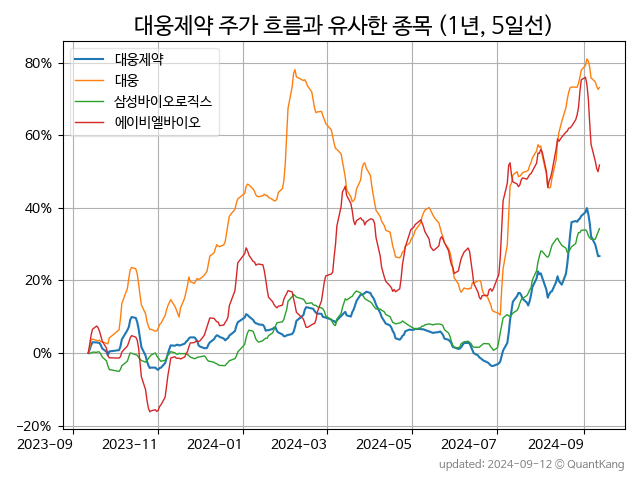 대웅제약 주가 흐름과 유사한 종목 (1년, 5일선)
대웅제약
대웅
삼성바이오로직스
에이비엘바이오
80%
60%
40%
20%
0%
−20%
2023-09 2023-11 2024-01 2024-03 2024-05 2024-07 2024-09
updated: 2024-09-12 © QuantKang